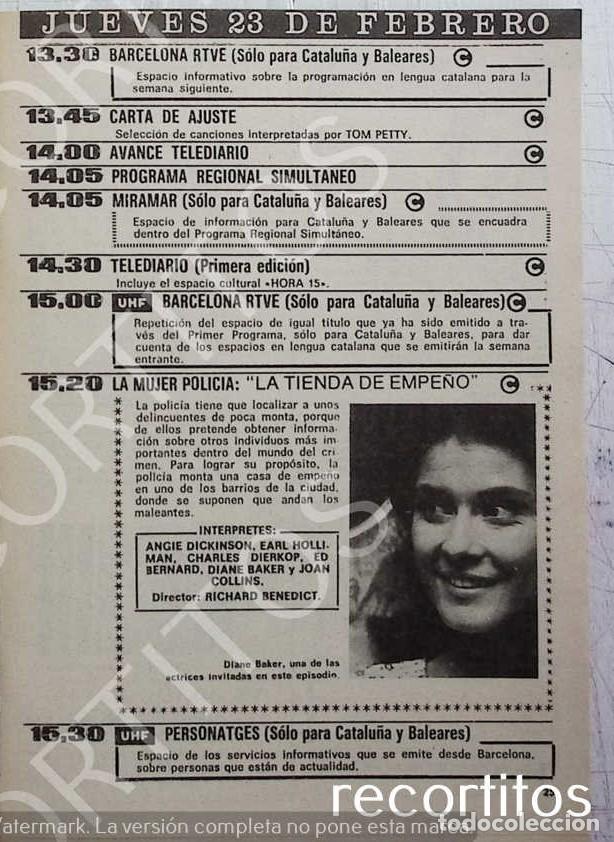 JUEVES 23 DE FEBRERO
13.30 BARCELONA RTVE (Sólo para Cataluña y Baleares) C
Espacio informativo sobre la programación en lengua catalana para la
semana siguiente.
13.45 CARTA DE AJUSTE C
Selección de canciones interpretadas por TOM PETTY.
14.00 AVANCE TELEDIARIO C
14.05 PROGRAMA REGIONAL SIMULTANEO
14.05 MIRAMAR (Sólo para Cataluña y Baleares) C
Espacio de información para Cataluña y Baleares que se encuadra
dentro del Programa Regional Simultáneo.
14.30 TELEDIARIO (Primera edición) C
Incluye el espacio cultural «HORA 15».
15.00 UHF BARCELONA RTVE (Sólo para Cataluña y Baleares) C
Repetición del espacio de igual título que ya ha sido emitido a tra-
vés del Primer Programa, sólo para Cataluña y Baleares, para dar
cuenta de los espacios en lengua catalana que se emitirán la semana
entrante.
15.20 LA MUJER POLICIA: "LA TIENDA DE EMPEÑO" C
La policía tiene que localizar a unos
delincuentes de poca monta, porque
de ellos pretende obtener informa-
ción sobre otros individuos más im-
portantes dentro del mundo del cri-
men. Para lograr su propósito, la
policía monta una casa de empeño
en uno de los barrios de la ciudad,
donde se suponen que andan los
maleantes.
INTERPRETES:
ANGIE DICKINSON, EARL HOLLI-
MAN, CHARLES DIERKOP, ED
BERNARD, DIANE BAKER y JOAN
COLLINS.
Director: RICHARD BENEDICT.
Diane Baker, una de las
actrices invitadas en este episodio.
15.30 UHF PERSONATGES (Sólo para Cataluña y Baleares)
Espacio de los servicios informativos que se emite desde Barcelona,
sobre personas que están de actualidad.
25
recortitos
Watermark. La versión completa no pone esta marca.
todocoleccion